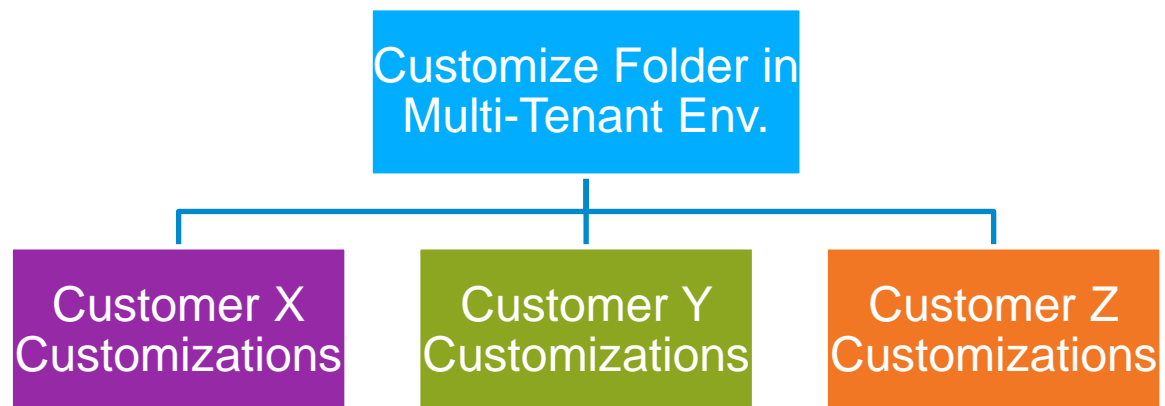 Customize Folder in
Multi-Tenant Env.
Customer X
Customizations
Customer Y
Customizations
Customer Z
Customizations